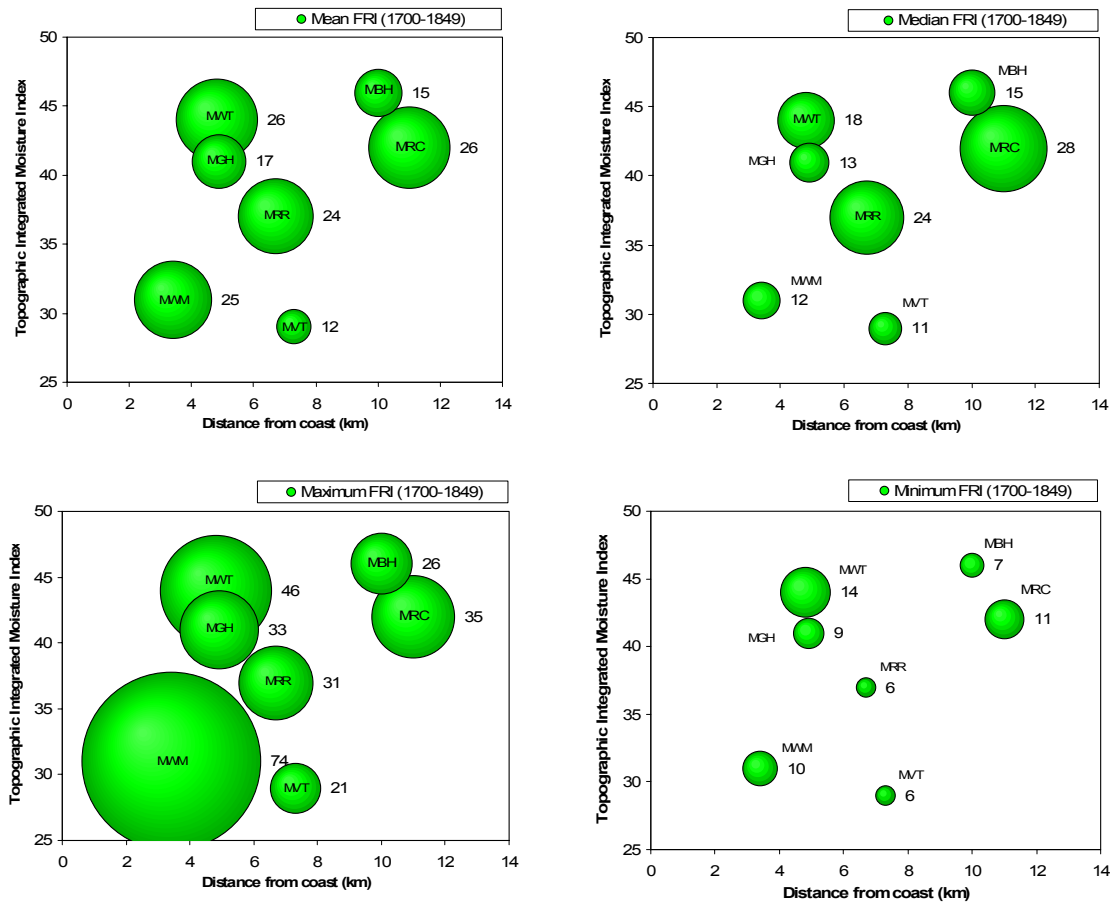 Mean FRI (1700-1849)
Topographic Integrated Moisture Index
50
45
40
35
30
25
MWT 26
MGH 17
MBH 15
MRC 26
MRR 24
MWM 25
MVT 12
0 2 4 6 8 10 12 14
Distance from coast (km)
Median FRI (1700-1849)
Topographic Integrated Moisture Index
50
45
40
35
30
25
MBH
15
MWT 18
MGH 13
MRC 28
MRR 24
MWM
12
MVT
11
0 2 4 6 8 10 12 14
Distance from coast (km)
Maximum FRI (1700-1849)
Topographic Integrated Moisture Index
50
45
40
35
30
25
MWT 46
MGH 33
MBH 26
MRC 35
MRR 31
MWM 74
MVT 21
0 2 4 6 8 10 12 14
Distance from coast (km)
Minimum FRI (1700-1849)
Topographic Integrated Moisture Index
50
45
40
35
30
25
MBH
7
MWT
14
MRC
11
MGH 9
MRR
6
MWM
10
MVT
6
0 2 4 6 8 10 12 14
Distance from coast (km)